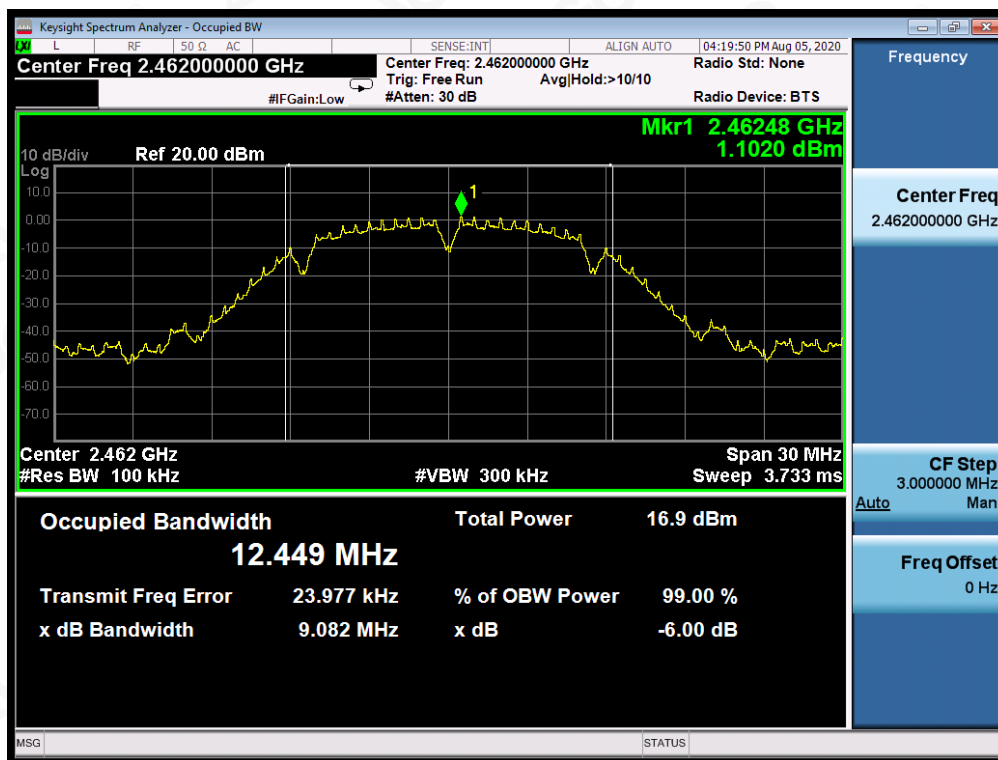 Keysight Spectrum Analyzer - Occupied BW
LXI L RF 50 Ω AC SENSE:INT ALIGN AUTO 04:19:50 PM Aug 05, 2020
Center Freq 2.462000000 GHz
Center Freq: 2.462000000 GHz
Radio Std: None
Trig: Free Run Avg|Hold:>10/10
#IFGain:Low
#Atten: 30 dB
Radio Device: BTS
Mkr1 2.46248 GHz
1.1020 dBm
10 dB/div Ref 20.00 dBm
Log
10.0
0.00
-10.0
-20.0
-30.0
-40.0
-50.0
-60.0
-70.0
1
Center 2.462 GHz Span 30 MHz
#Res BW 100 kHz #VBW 300 kHz Sweep 3.733 ms
Occupied Bandwidth Total Power 16.9 dBm
12.449 MHz
Transmit Freq Error 23.977 kHz % of OBW Power 99.00 %
x dB Bandwidth 9.082 MHz x dB -6.00 dB
Frequency
Center Freq
2.462000000 GHz
CF Step
3.000000 MHz
Auto Man
Freq Offset
0 Hz
MSG STATUS